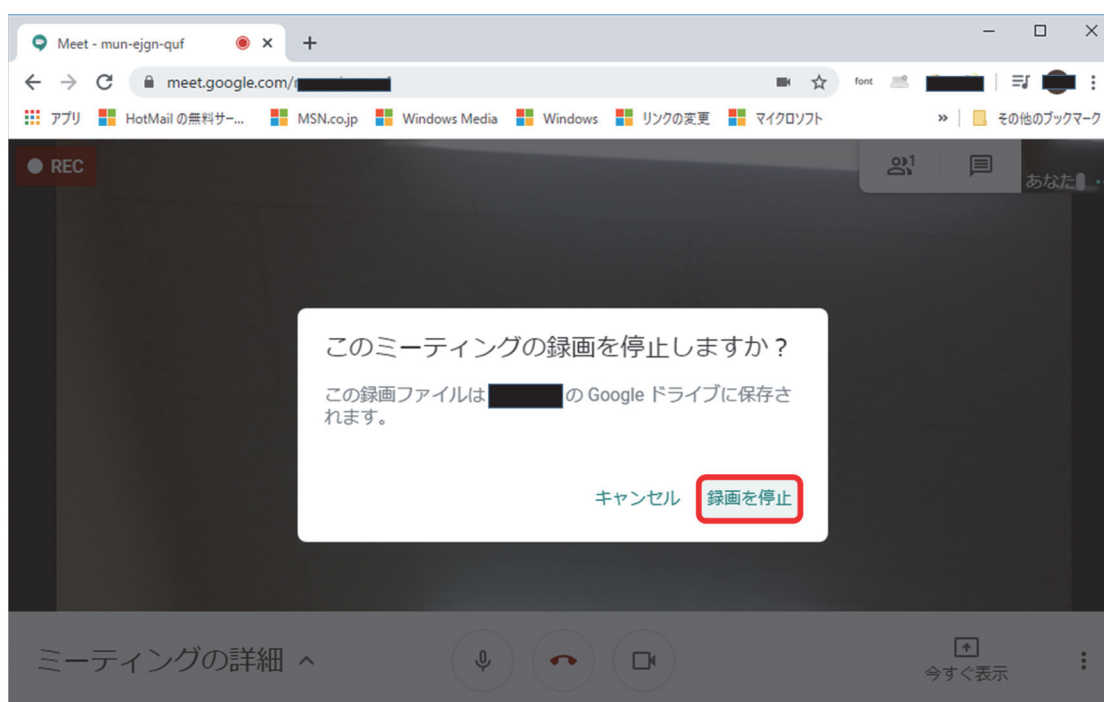 Meet - mun-ejgn-quf
meet.google.com/
font
アプリ HotMail の無料サー... MSN.co.jp Windows Media Windows リンクの変更 マイクロソフト » その他のブックマーク
REC
1
あなた
このミーティングの録画を停止しますか？
この録画ファイルは の Google ドライブに保存さ
れます。
キャンセル 録画を停止
ミーティングの詳細
今すぐ表示